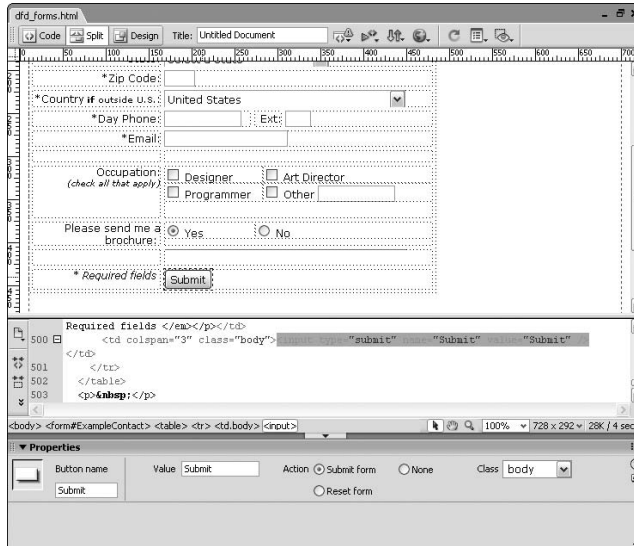 dfd_forms.html
Code Split Design Title: Untitled Document
0 50 100 150 200 250 300 350 400 450 500 550 600 650 700
*Zip Code:
*Country if outside U.S.: United States
*Day Phone: Ext:
*Email:
Occupation: Designer Art Director
(check all that apply) Programmer Other
Please send me a brochure: Yes No
* Required fields Submit
Required fields </em></p></td>
500 <td colspan="3" class="body"><input type="submit" name="Submit" value="Submit" />
</td>
501 </tr>
502 </table>
503 <p>&nbsp;</p>
<body> <form#ExampleContact> <table> <tr> <td.body> <input> 100% 728 x 292 28K / 4 sec
Properties
Button name Value Submit Action Submit form None Class body
Submit Reset form